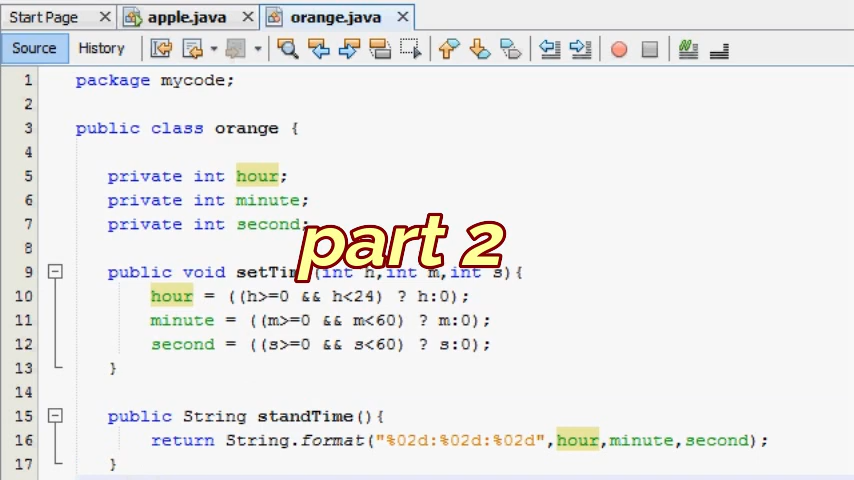 Start Page apple.java orange.java
Source History
1 package mycode;
2
3 public class orange {
4
5 private int hour;
6 private int minute;
7 private int second;
part 2
8
9 public void setTim (int h,int m,int s){
10 hour = ((h>=0 && h<24) ? h:0);
11 minute = ((m>=0 && m<60) ? m:0);
12 second = ((s>=0 && s<60) ? s:0);
13 }
14
15 public String standTime(){
16 return String.format("%02d:%02d:%02d",hour,minute,second);
17 }